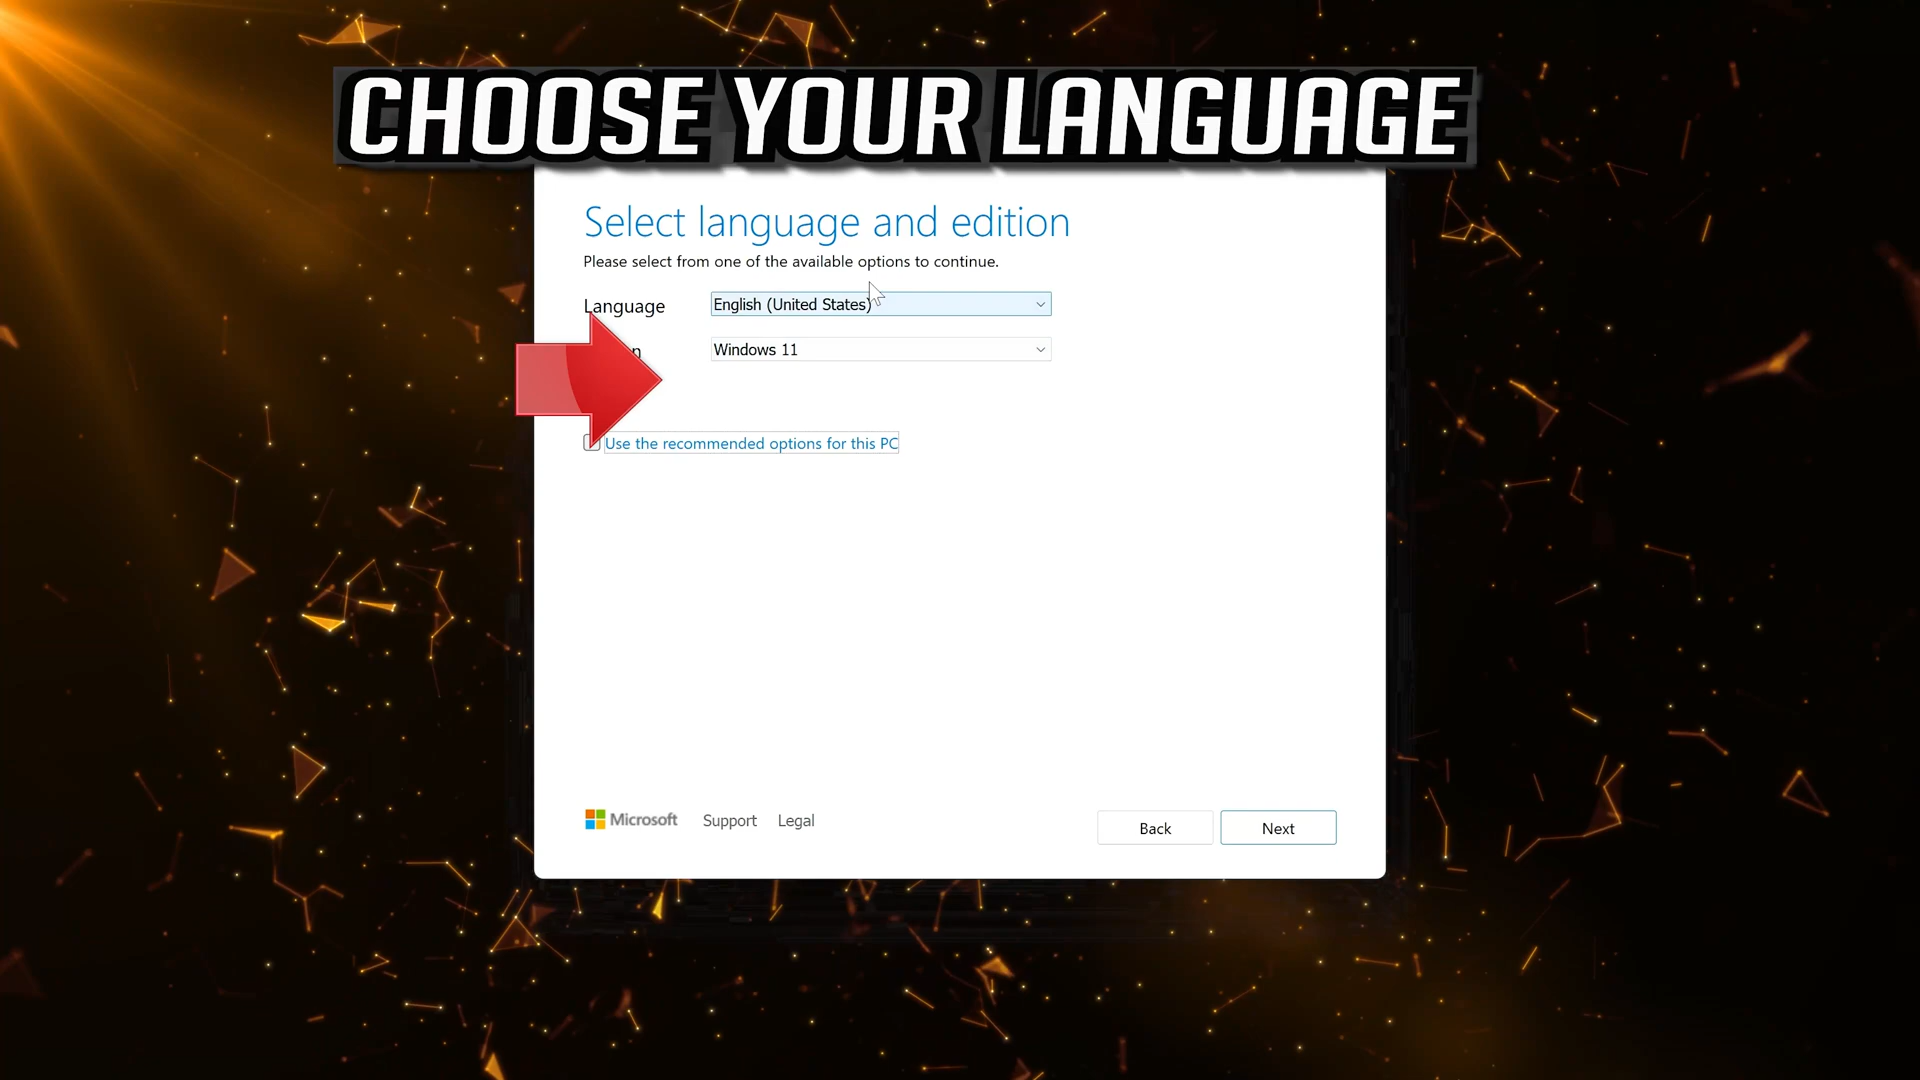 CHOOSE YOUR LANGUAGE
Select language and edition
Please select from one of the available options to continue.
Language English (United States)
Windows 11
Use the recommended options for this PC
Microsoft Support Legal Back Next